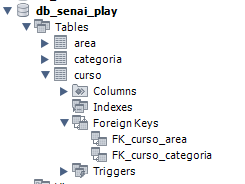 db_senai_play
Tables
area
categoria
curso
Columns
Indexes
Foreign Keys
FK_curso_area
FK_curso_categoria
Triggers